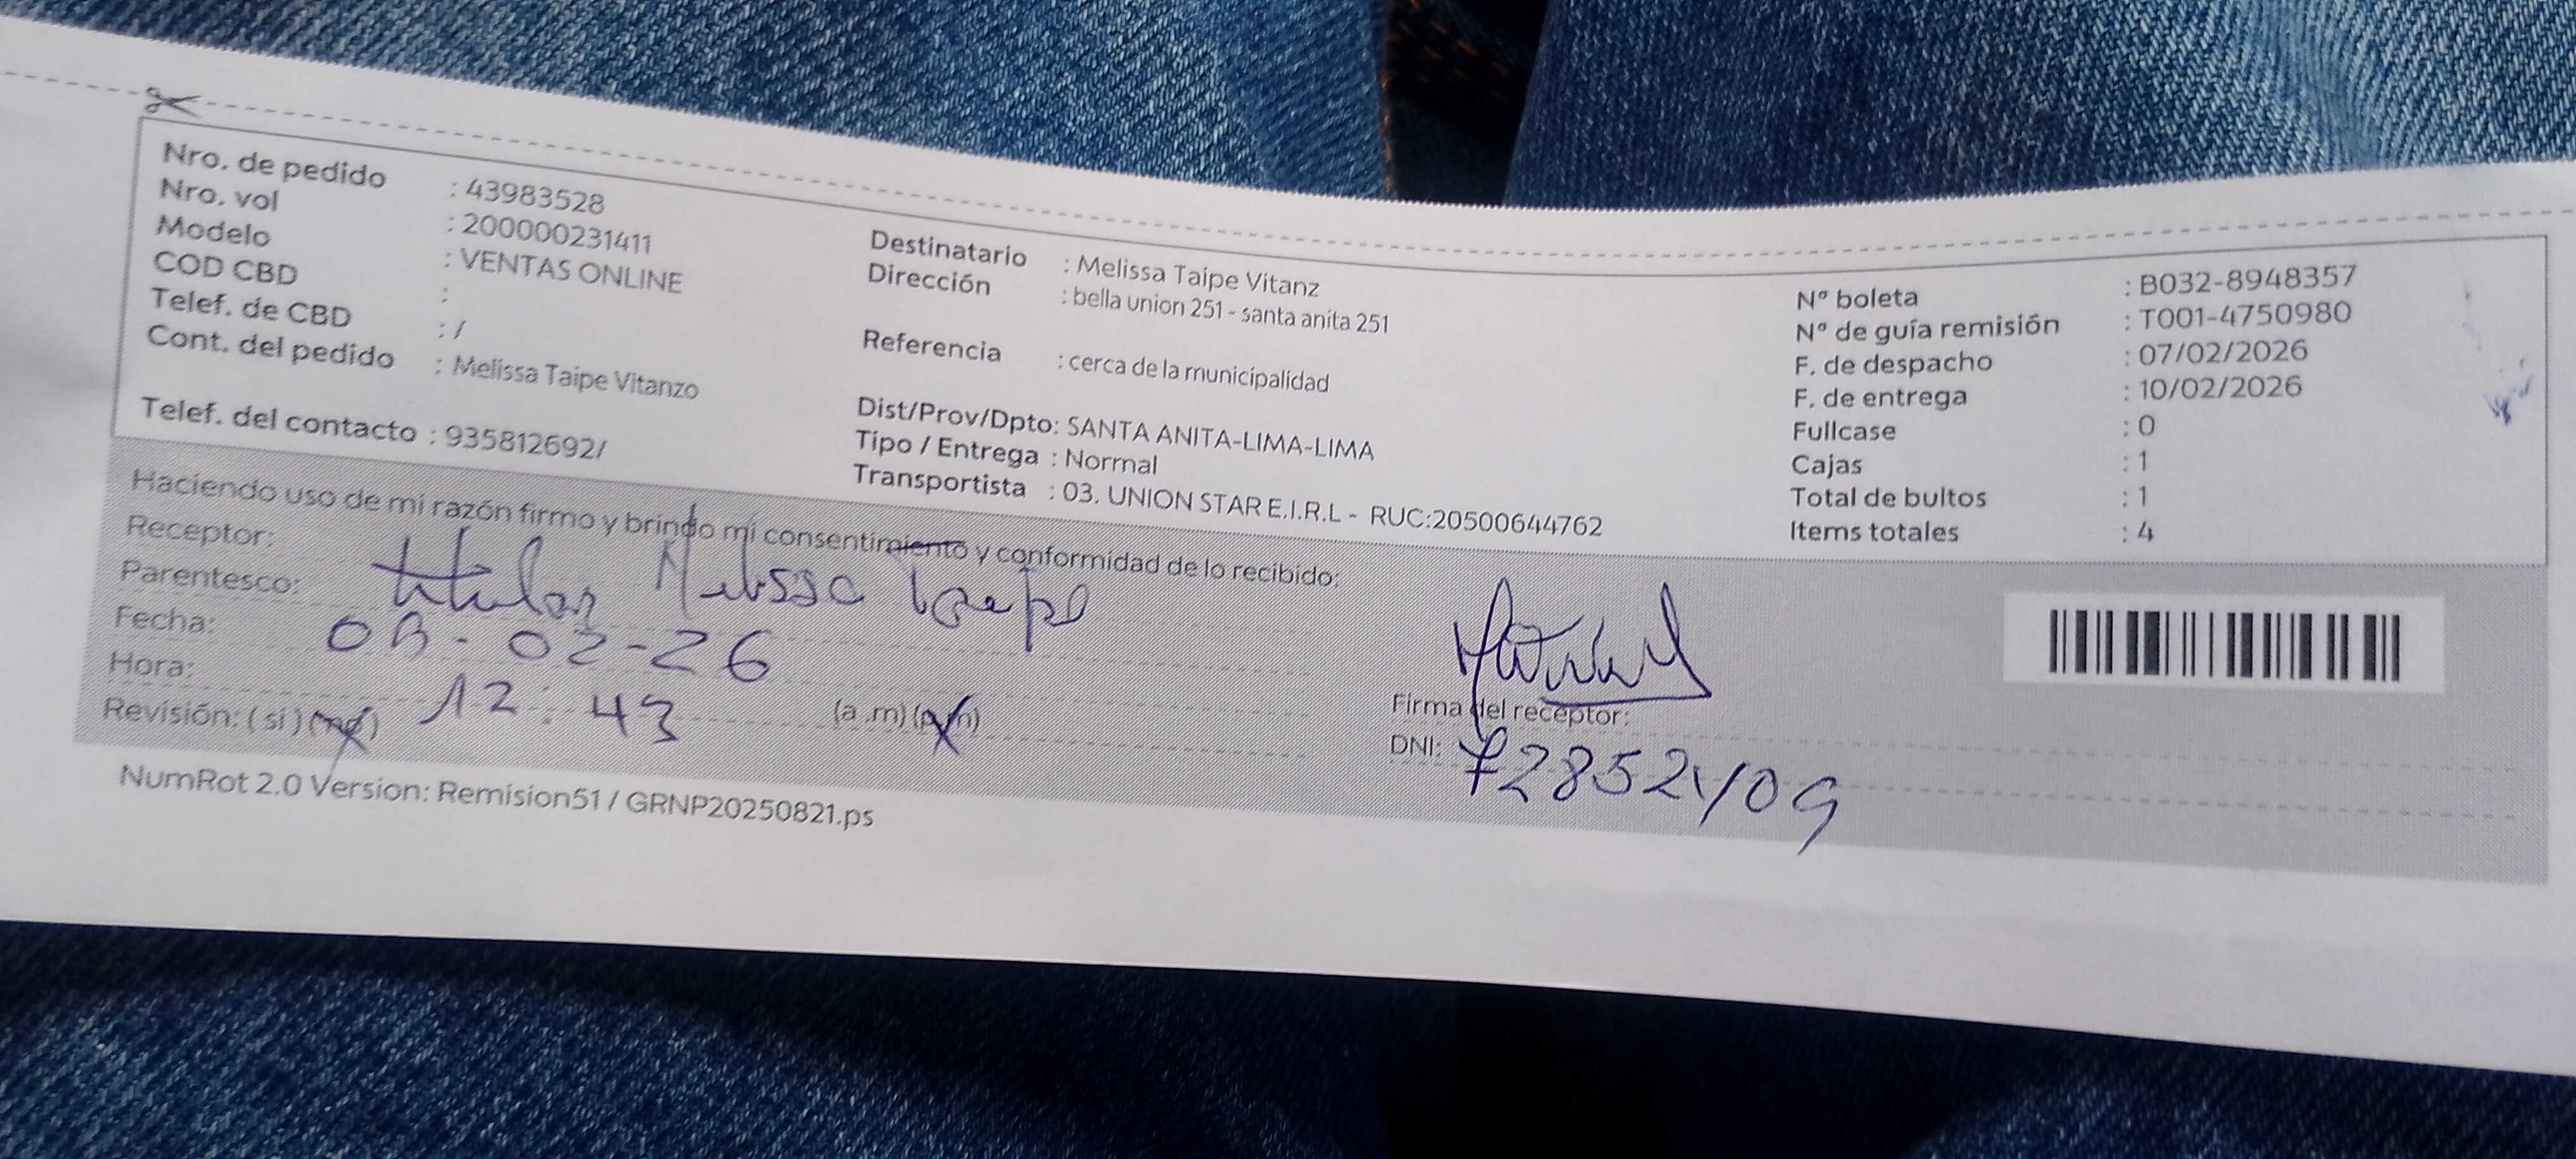 Nro. de pedido : 43983528
Nro. vol : 200000231411
Modelo : VENTAS ONLINE
COD CBD :
Telef. de CBD : /
Cont. del pedido : Melissa Taipe Vitanzo
Telef. del contacto : 935812692/
Destinatario : Melissa Taipe Vitanz
Dirección : bella union 251 - santa anita 251
Referencia : cerca de la municipalidad
Dist/Prov/Dpto: SANTA ANITA-LIMA-LIMA
Tipo / Entrega : Normal
Transportista : 03. UNION STAR E.I.R.L - RUC:20500644762
N° boleta : B032-8948357
N° de guía remisión : T001-4750980
F. de despacho : 07/02/2026
F. de entrega : 10/02/2026
Fullcase : 0
Cajas : 1
Total de bultos : 1
Items totales : 4
Haciendo uso de mi razón firmo y brindo mi consentimiento y conformidad de lo recibido:
Receptor: Melissa Taipe
Parentesco: titular
Fecha: -02-26
Hora: 12:43 (a.m) (p.m)
Revisión: (si) (no)
Firma del receptor:
DNI:
NumRot 2.0 Version: Remision51 / GRNP20250821.ps